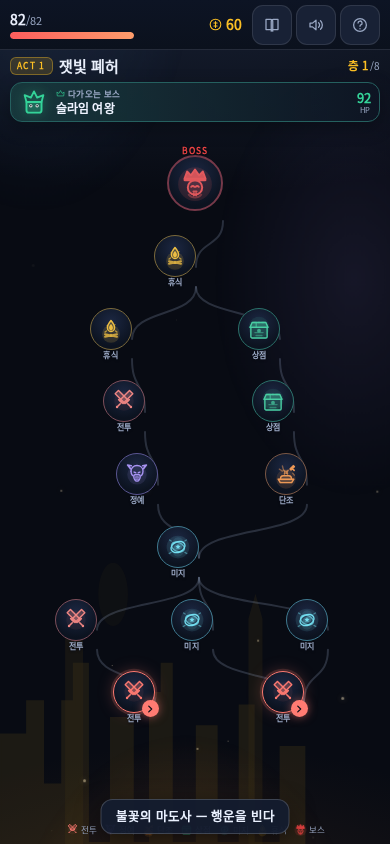 82/82
60
ACT 1 잿빛 폐허 층 1/8
다가오는 보스
슬라임 여왕
92
HP
BOSS
휴식
휴식 상점
전투 상점
정예 단조
미지
전투 미지 미지
전투 전투
전투 보스
불꽃의 마도사 — 행운을 빈다